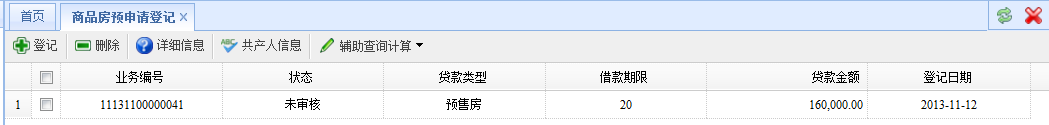 首页 商品房预申请登记
登记 删除 详细信息 ABC 共产人信息 辅助查询计算
业务编号 状态 贷款类型 借款期限 贷款金额 登记日期
1 11131100000041 未审核 预售房 20 160,000.00 2013-11-12